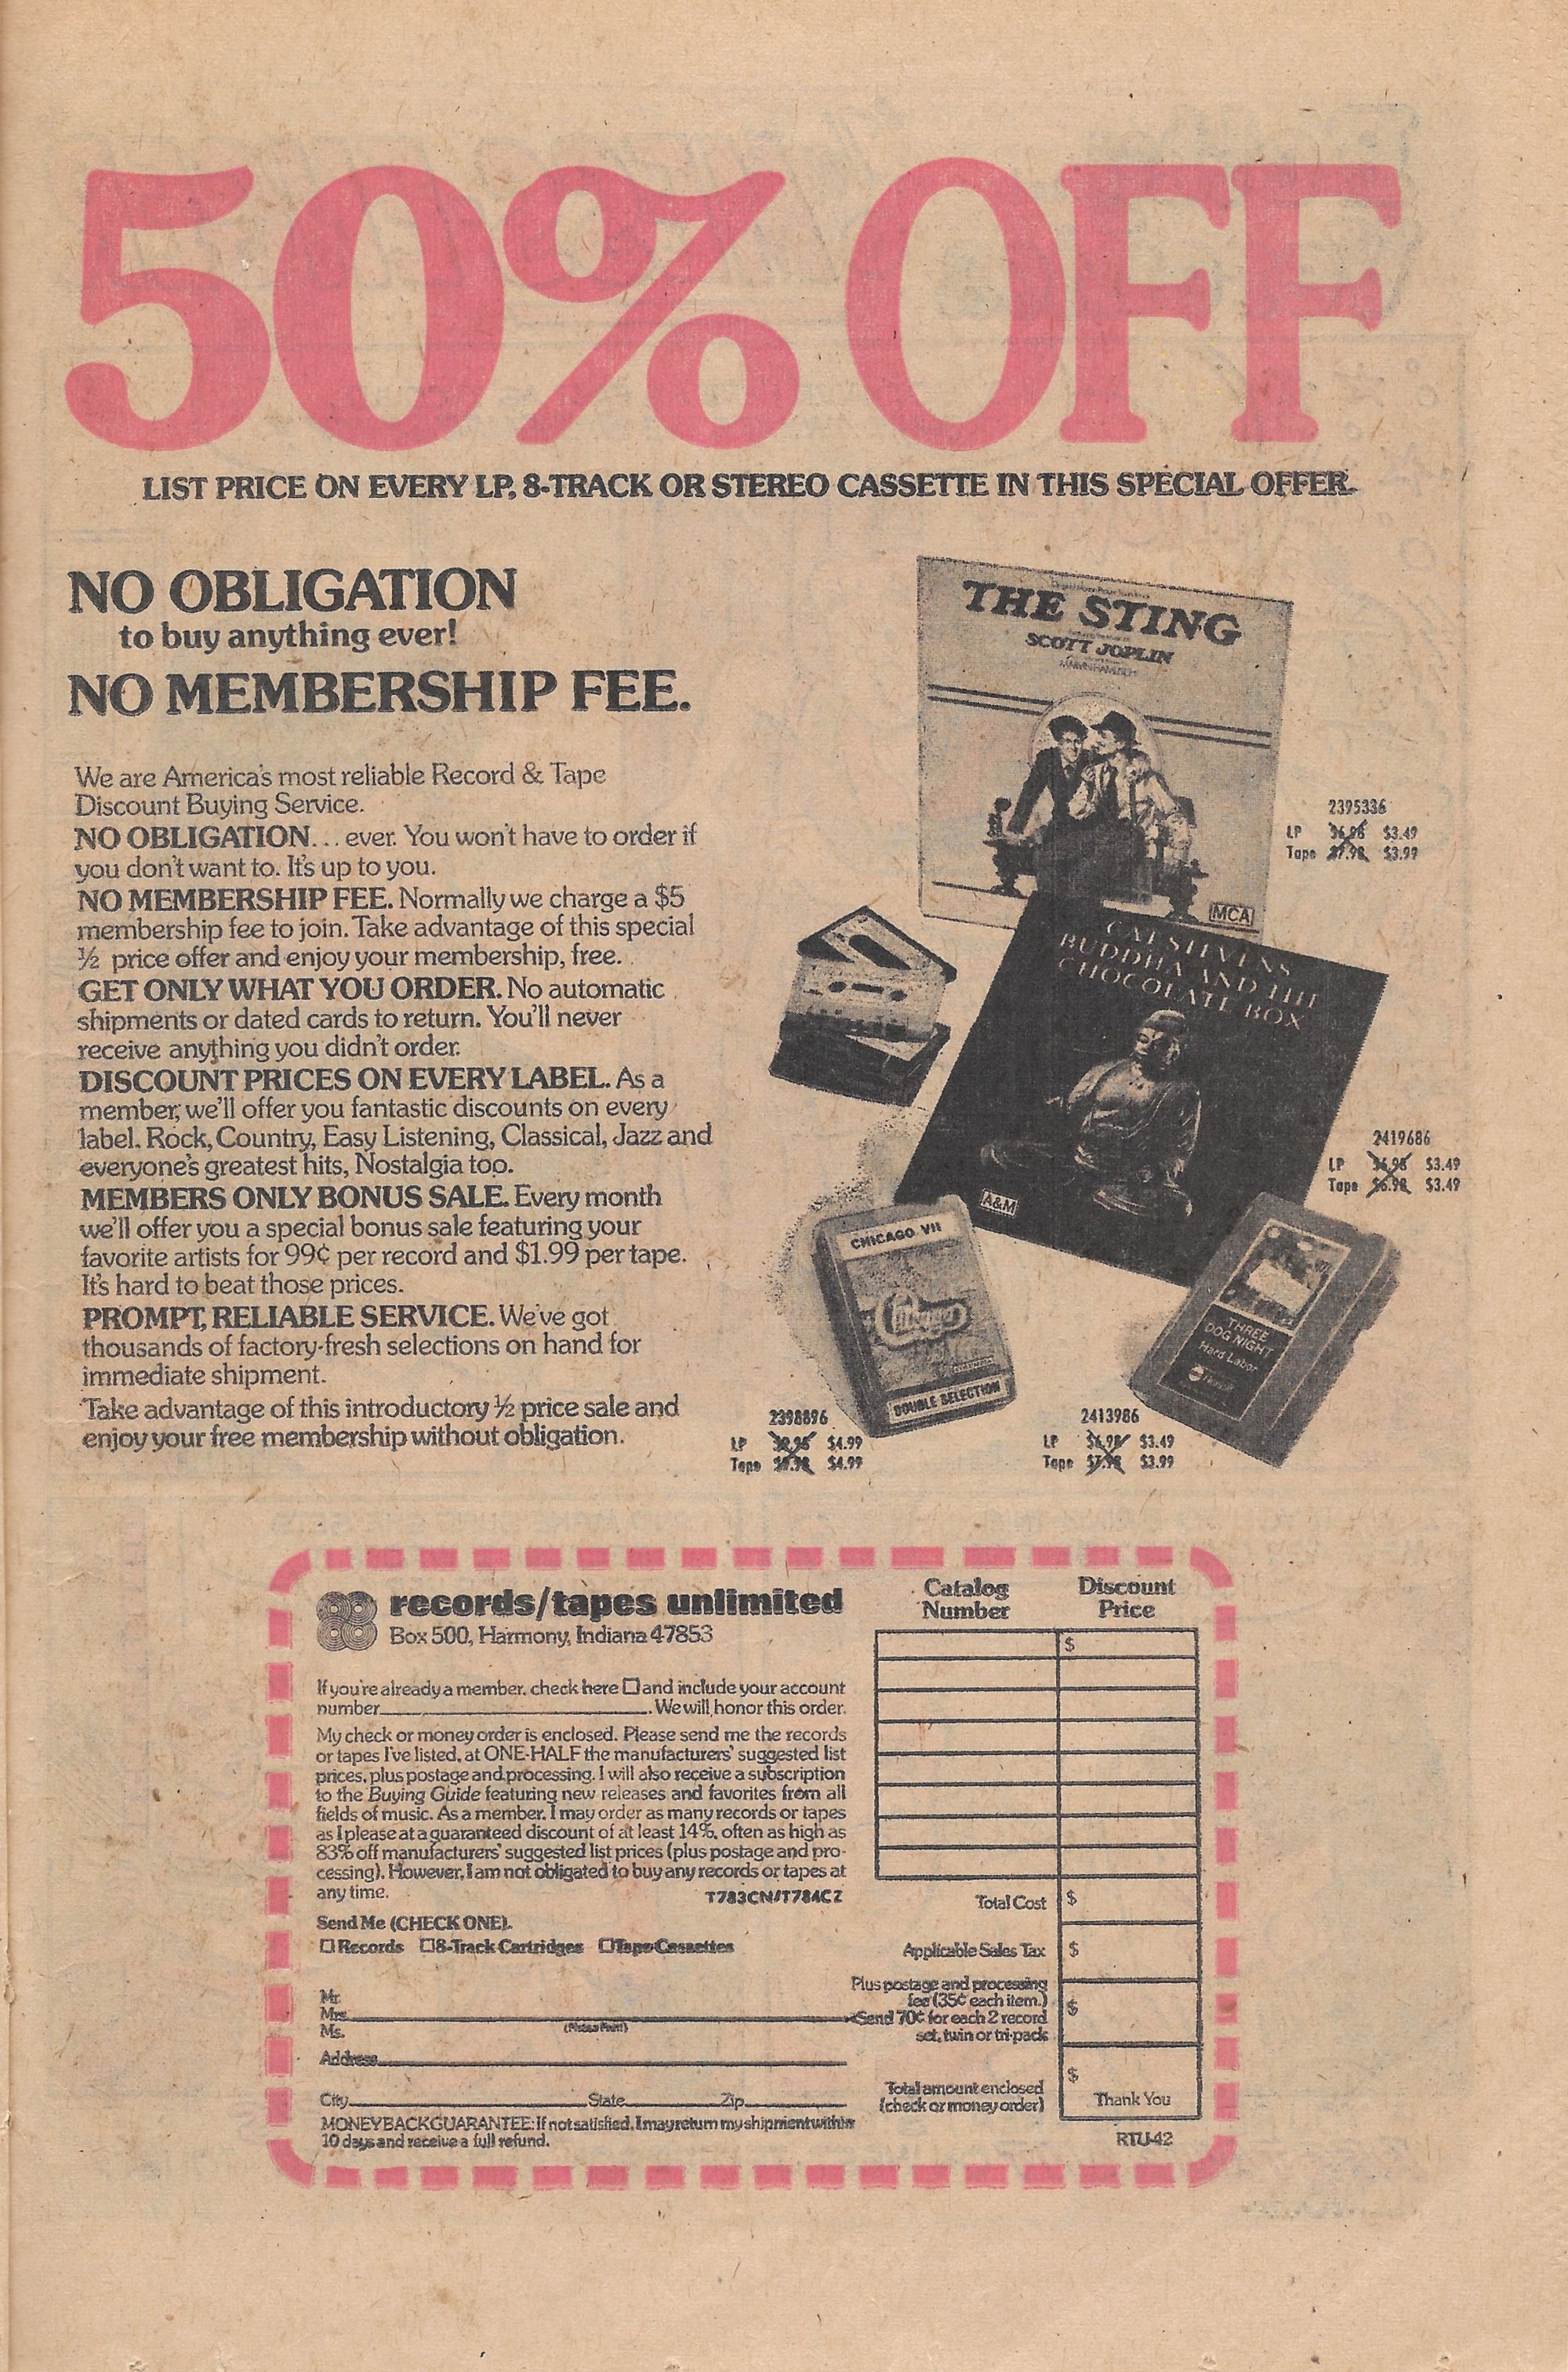 50% OFF
LIST PRICE ON EVERY LP, 8-TRACK OR STEREO CASSETTE IN THIS SPECIAL OFFER.
NO OBLIGATION
to buy anything ever!
NO MEMBERSHIP FEE.
We are America's most reliable Record & Tape
Discount Buying Service.
NO OBLIGATION... ever. You won't have to order if
you don't want to. It's up to you.
NO MEMBERSHIP FEE. Normally we charge a $5
membership fee to join. Take advantage of this special
½ price offer and enjoy your membership, free.
GET ONLY WHAT YOU ORDER. No automatic
shipments or dated cards to return. You'll never
receive anything you didn't order.
DISCOUNT PRICES ON EVERY LABEL. As a
member, we'll offer you fantastic discounts on every
label. Rock, Country, Easy Listening, Classical, Jazz and
everyone's greatest hits, Nostalgia too.
MEMBERS ONLY BONUS SALE. Every month
we'll offer you a special bonus sale featuring your
favorite artists for 99¢ per record and $1.99 per tape.
It's hard to beat those prices.
PROMPT, RELIABLE SERVICE. We've got
thousands of factory-fresh selections on hand for
immediate shipment.
Take advantage of this introductory ½ price sale and
enjoy your free membership without obligation.
THE STING
SCOTT JOPLIN
MCA
2395336
LP $6.98 $3.49
Tape $7.98 $3.99
CAT STEVENS
BUDDHA AND THE
CHOCOLATE BOX
A&M
2419686
LP $6.98 $3.49
Tape $6.98 $3.49
CHICAGO VII
Chicago
DOUBLE SELECTION
2398896
LP $9.98 $4.99
Tape $9.98 $4.99
THREE
DOG NIGHT
Hard Labor
2413986
LP $6.98 $3.49
Tape $7.98 $3.99
records/tapes unlimited
Box 500, Harmony, Indiana 47853
If you're already a member, check here ☐ and include your account
number. We will honor this order.
My check or money order is enclosed. Please send me the records
or tapes I've listed, at ONE-HALF the manufacturers' suggested list
prices, plus postage and processing. I will also receive a subscription
to the Buying Guide featuring new releases and favorites from all
fields of music. As a member, I may order as many records or tapes
as I please at a guaranteed discount of at least 14%, often as high as
83% off manufacturers' suggested list prices (plus postage and pro-
cessing). However, I am not obligated to buy any records or tapes at
any time. T783CN/T784CZ
Send Me (CHECK ONE).
☐ Records ☐ 8-Track Cartridges ☐ Tape Cassettes
Mr.
Mrs.
Ms.
(Please Print)
Address
City State Zip
MONEY BACK GUARANTEE: If not satisfied, I may return my shipment within
10 days and receive a full refund.
Catalog Number Discount Price
$
Total Cost $
Applicable Sales Tax $
Plus postage and processing
fee (35¢ each item.)
Send 70¢ for each 2 record
set, twin or tri-pack $
Total amount enclosed
(check or money order) $
Thank You
RTU-42